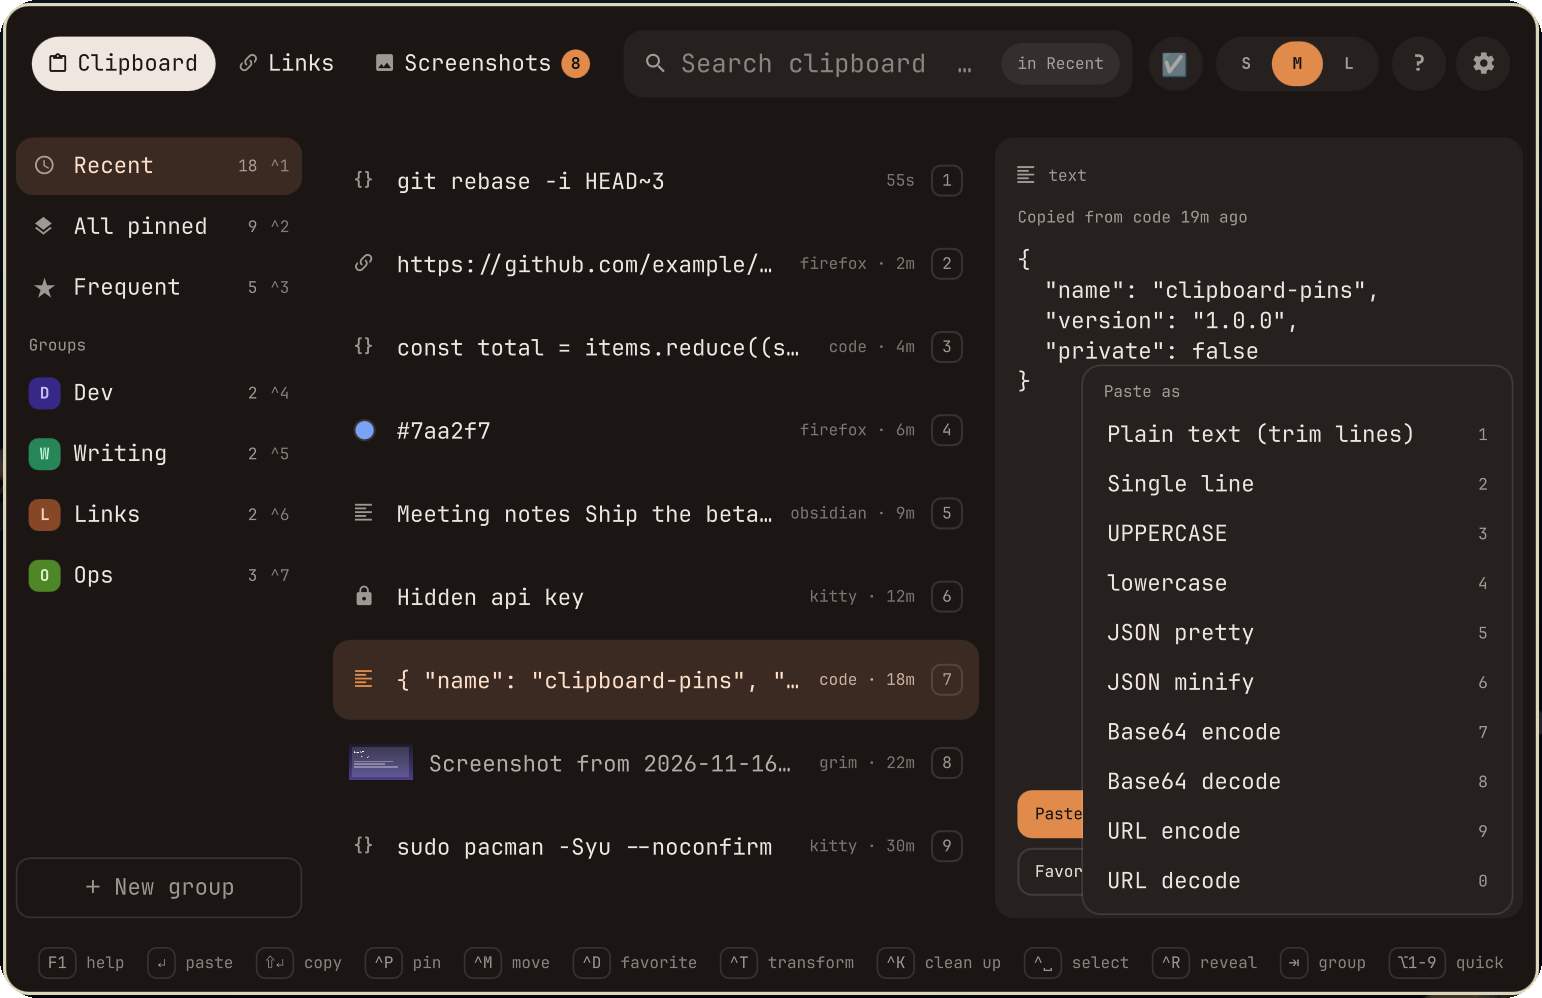 Clipboard
Links
Screenshots 8
Search clipboard …
in Recent
S M L
?
Recent 18 ^1
All pinned 9 ^2
Frequent 5 ^3
Groups
D Dev 2 ^4
W Writing 2 ^5
L Links 2 ^6
O Ops 3 ^7
+ New group
{} git rebase -i HEAD~3 55s 1
https://github.com/example/… firefox · 2m 2
{} const total = items.reduce((s… code · 4m 3
#7aa2f7 firefox · 6m 4
Meeting notes Ship the beta… obsidian · 9m 5
Hidden api key kitty · 12m 6
{ "name": "clipboard-pins", "… code · 18m 7
Screenshot from 2026-11-16… grim · 22m 8
{} sudo pacman -Syu --noconfirm kitty · 30m 9
text
Copied from code 19m ago
{
"name": "clipboard-pins",
"version": "1.0.0",
"private": false
}
Paste
Favor
Paste as
Plain text (trim lines) 1
Single line 2
UPPERCASE 3
lowercase 4
JSON pretty 5
JSON minify 6
Base64 encode 7
Base64 decode 8
URL encode 9
URL decode 0
F1 help ↵ paste ⇧↵ copy ^P pin ^M move ^D favorite ^T transform ^K clean up ^␣ select ^R reveal ⇥ group ⌥1-9 quick